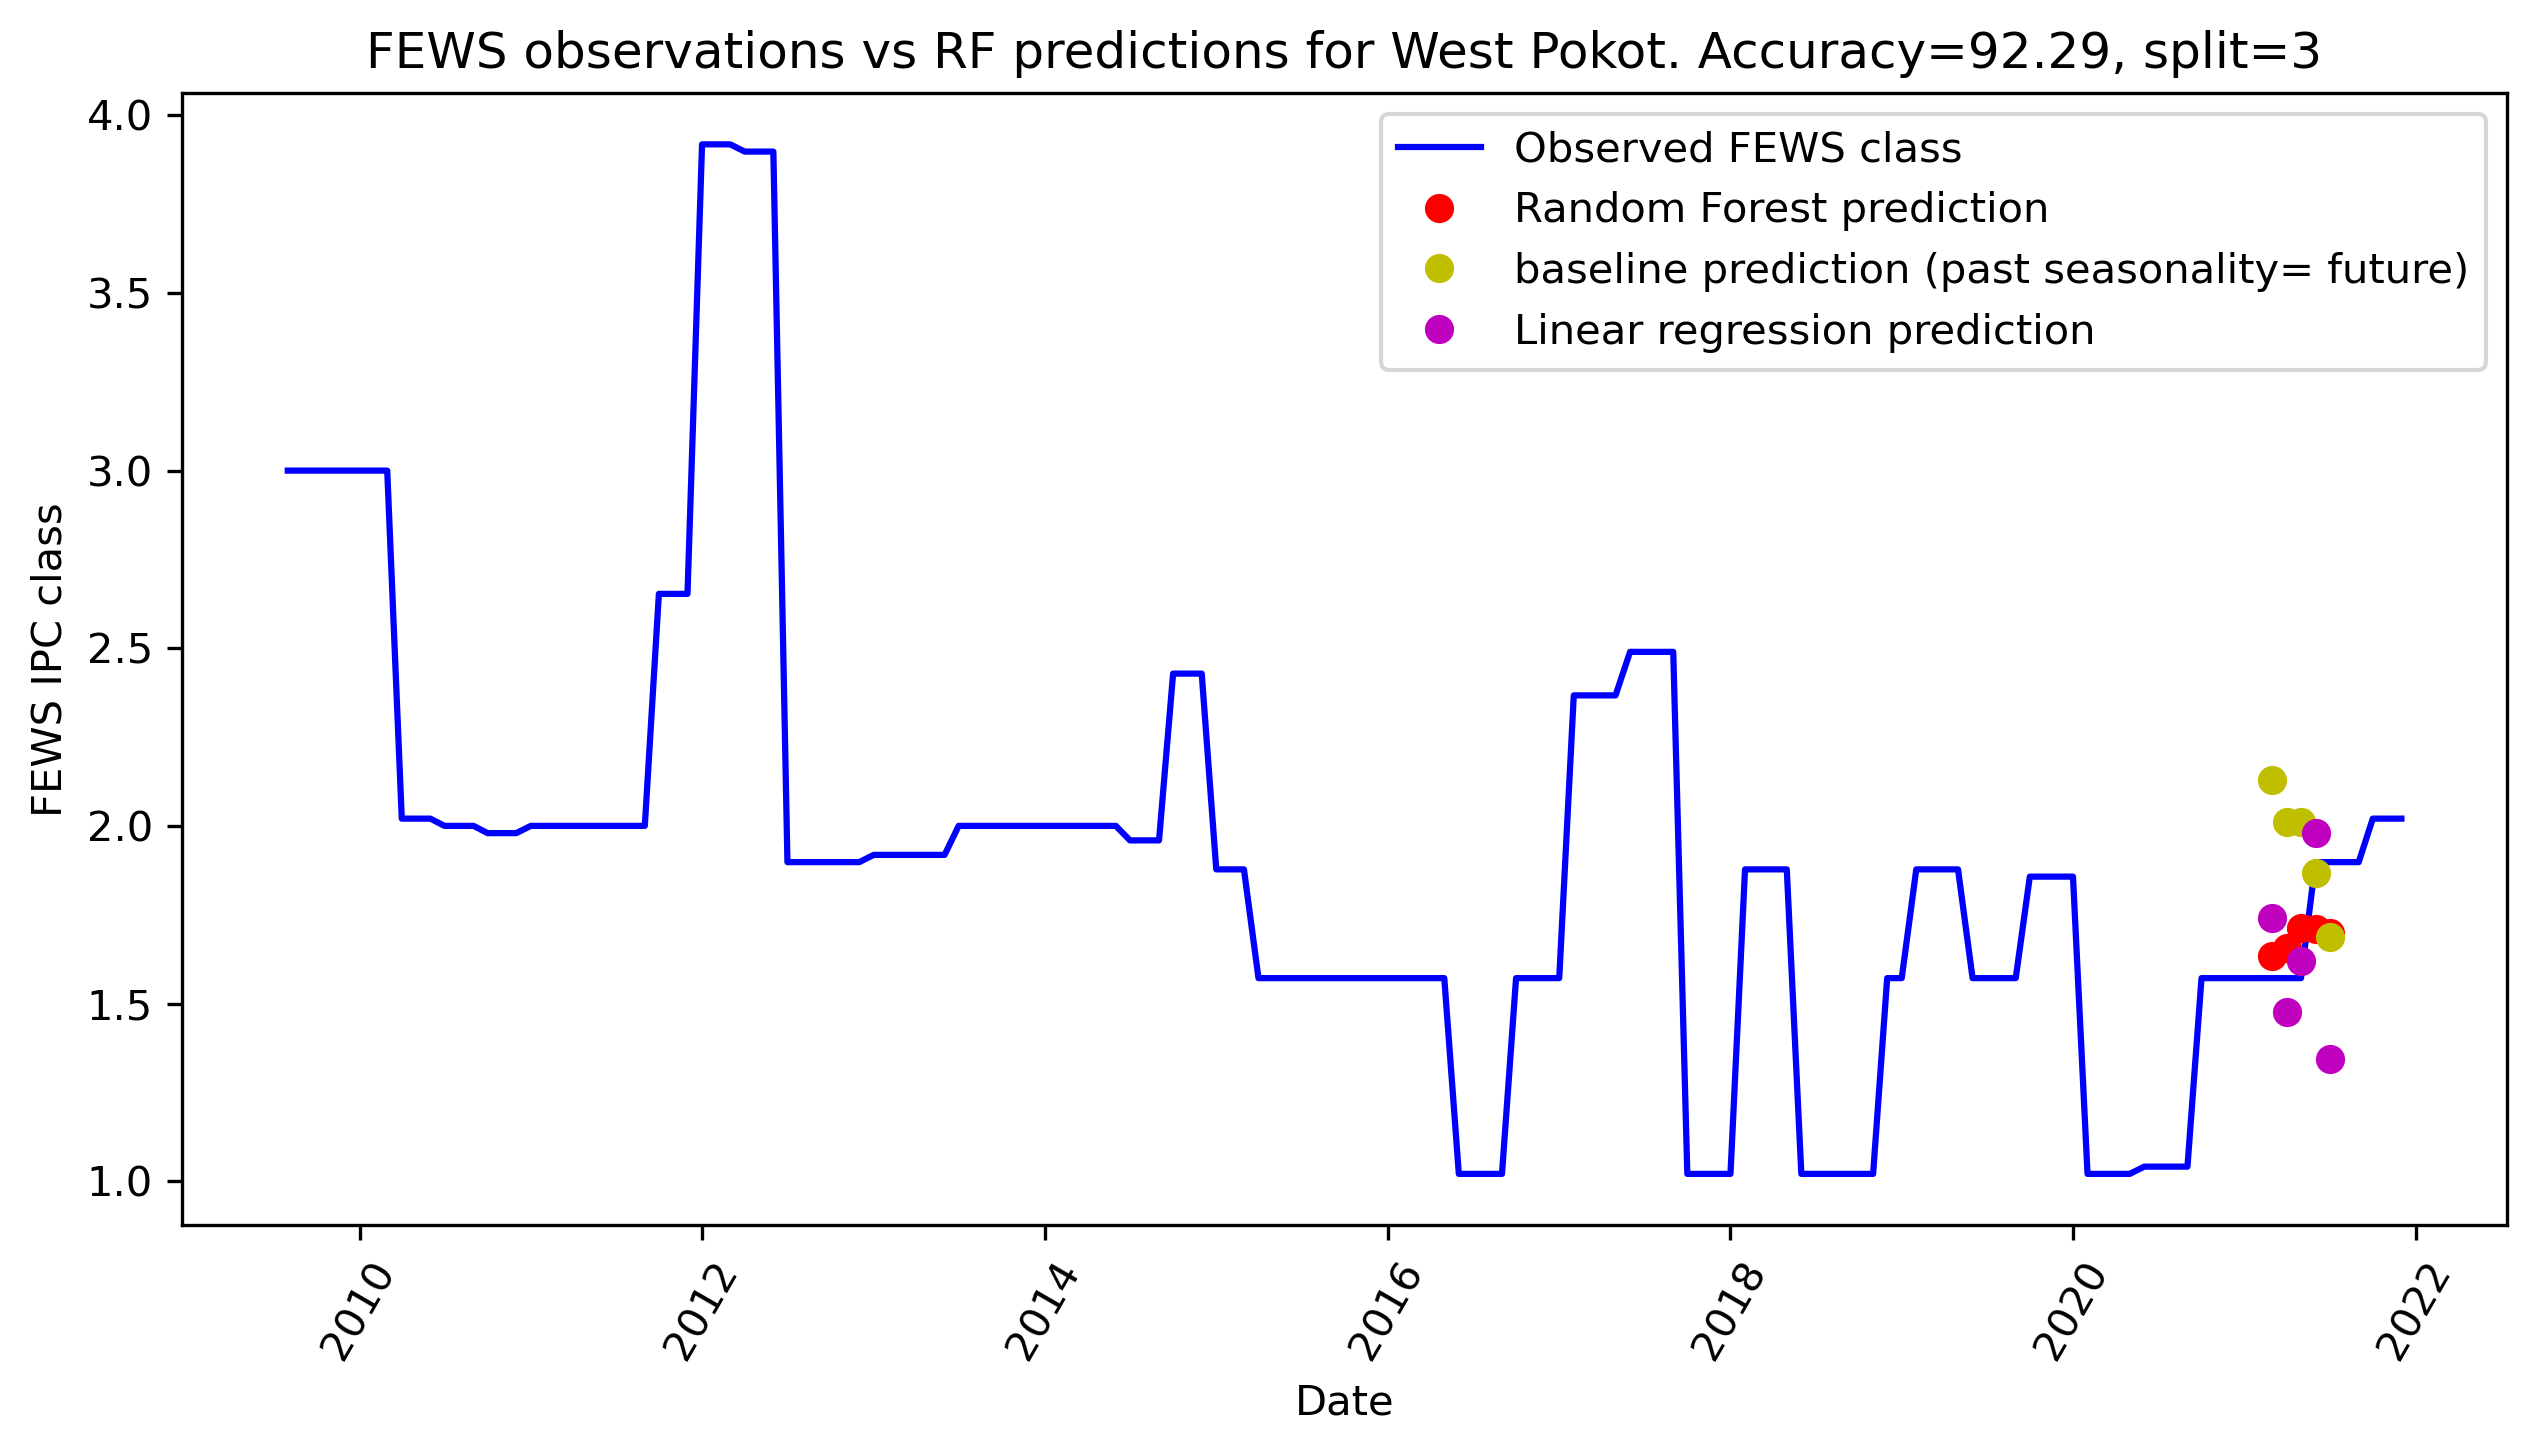 FEWS observations vs RF predictions for West Pokot. Accuracy=92.29, split=3
Observed FEWS class
Random Forest prediction
baseline prediction (past seasonality= future)
Linear regression prediction
FEWS IPC class
4.0
3.5
3.0
2.5
2.0
1.5
1.0
2010
2012
2014
2016
2018
2020
2022
Date